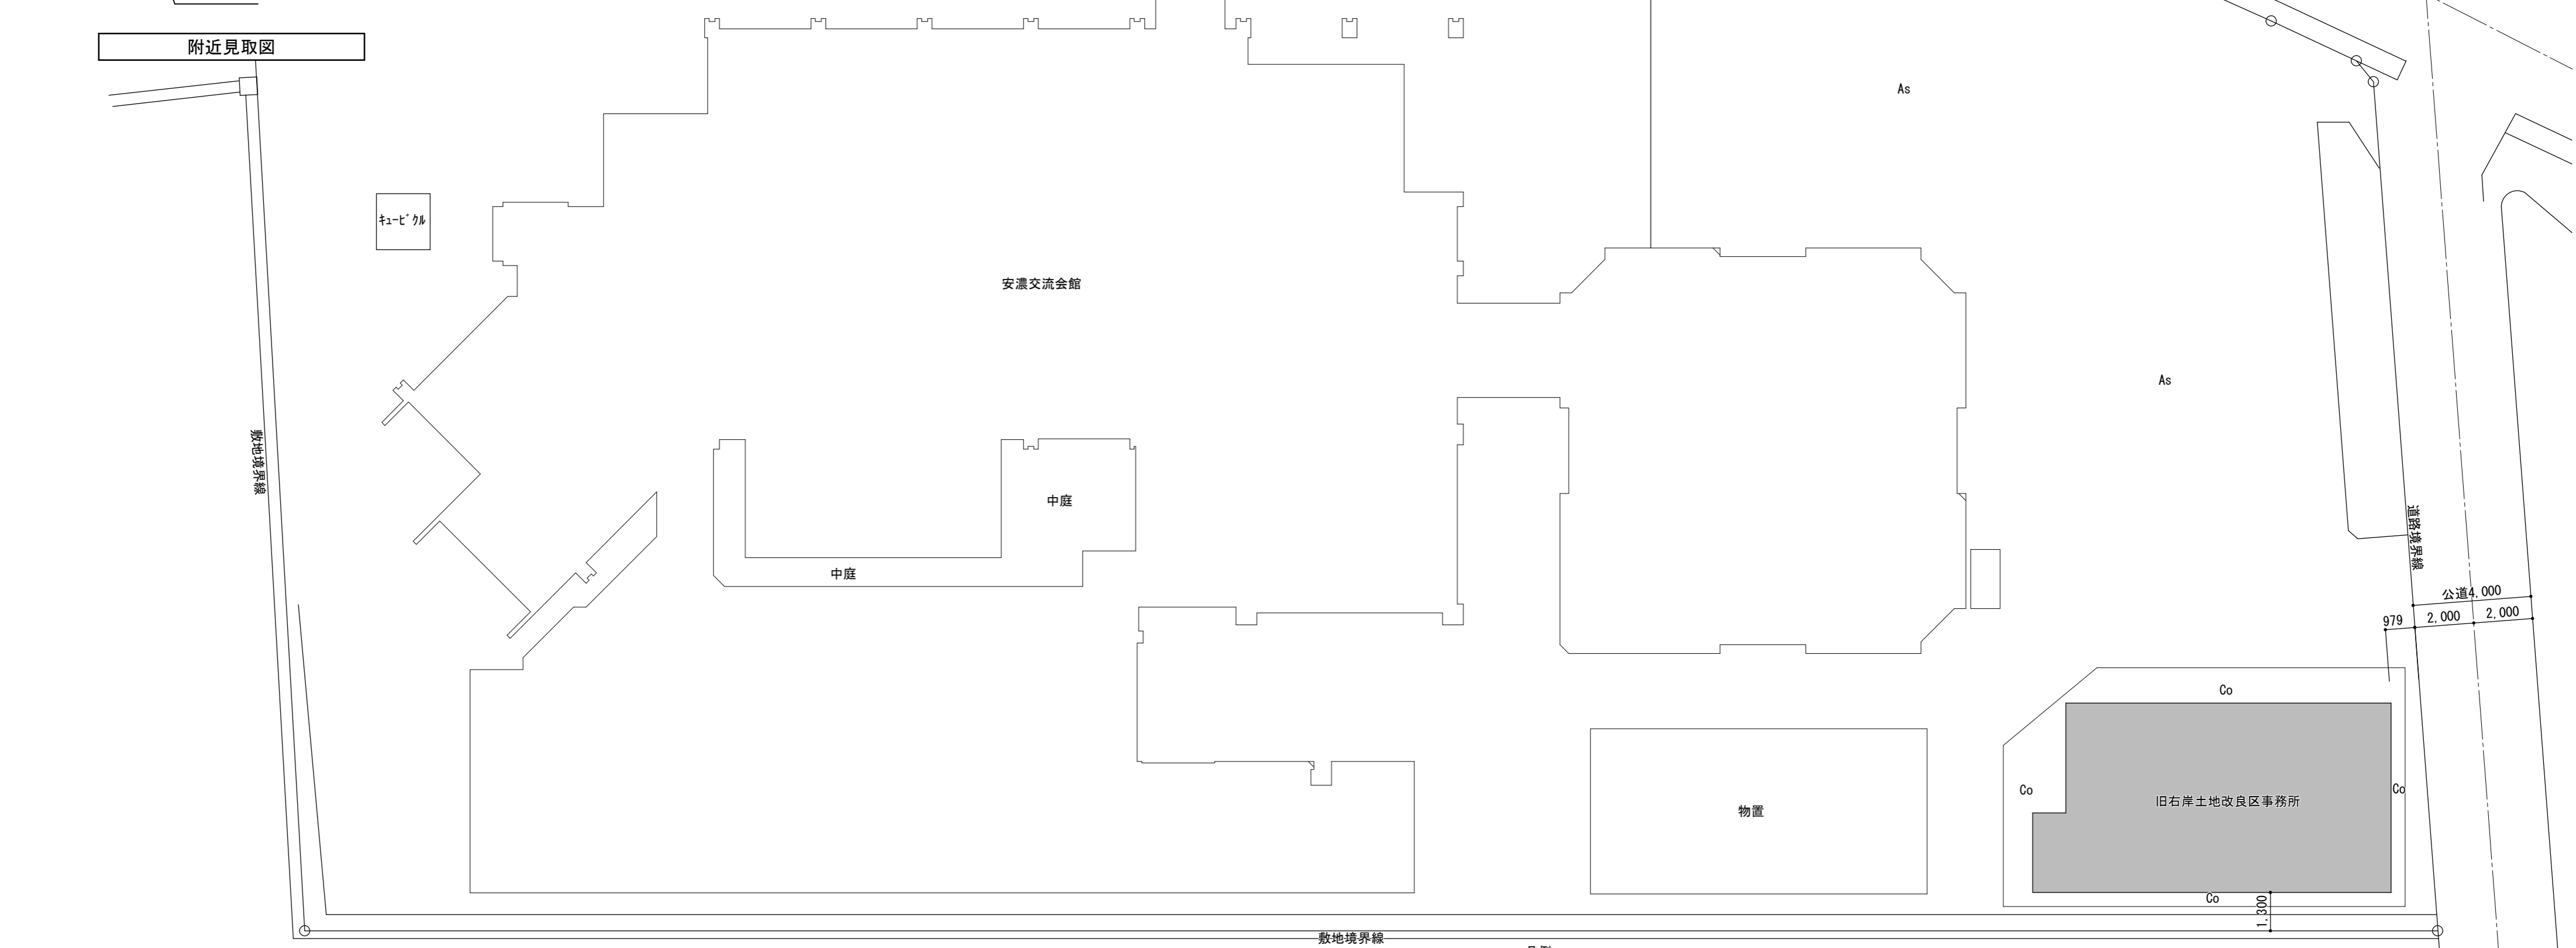 附近見取図
As
ｷｭｰﾋﾞｸﾙ
安濃交流会館
As
敷地境界線
中庭
道路境界線
中庭
公道4,000
979
2,000
2,000
Co
Co
Co
旧右岸土地改良区事務所
物置
Co
1,300
敷地境界線